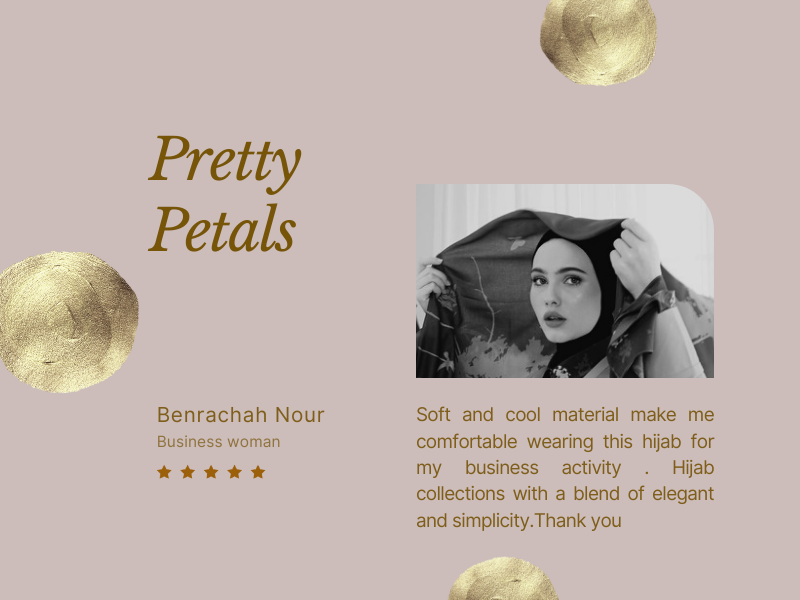 Pretty
Petals
Benrachah Nour
Business woman
Soft and cool material make me
comfortable wearing this hijab for
my business activity . Hijab
collections with a blend of elegant
and simplicity.Thank you